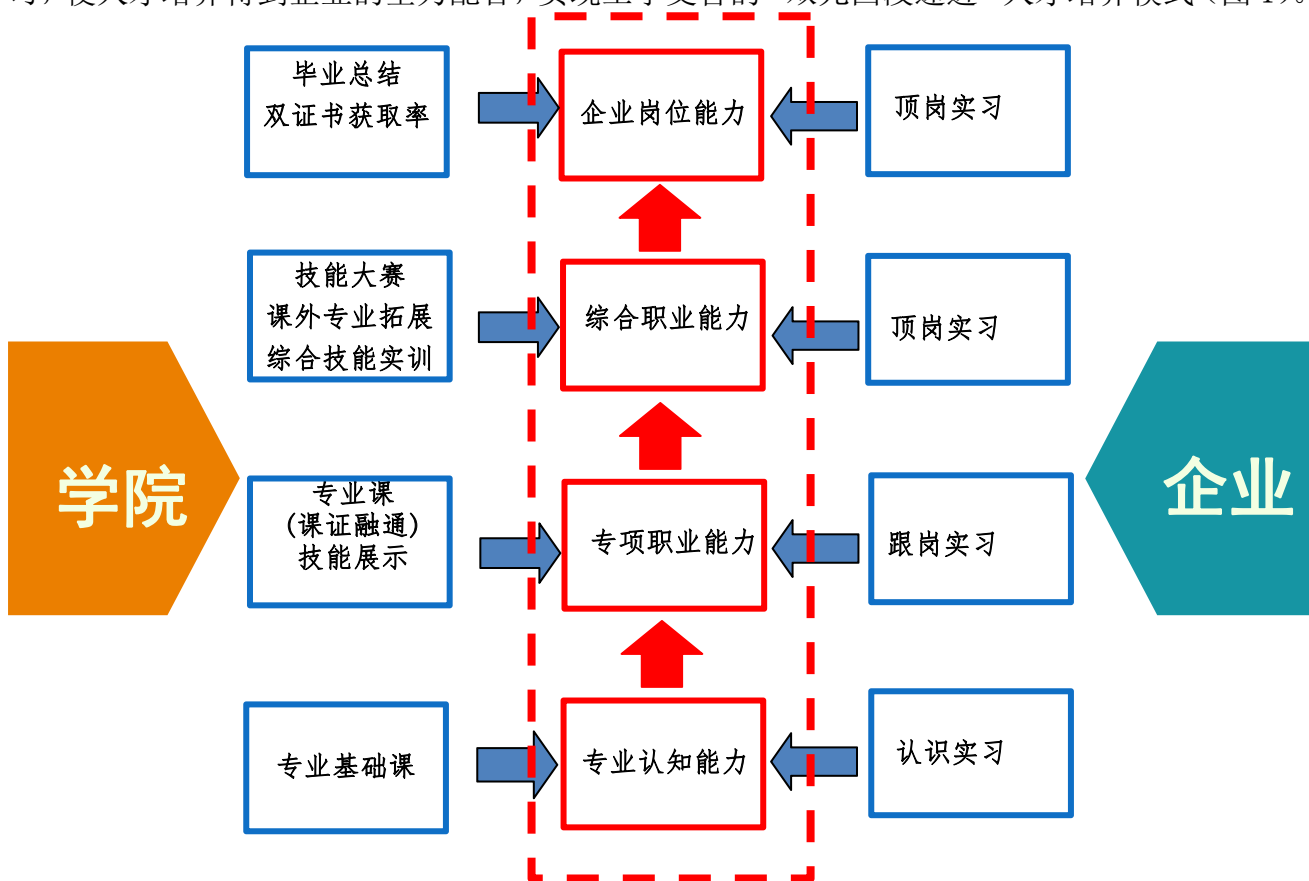 毕业总结
双证书获取率
企业岗位能力
顶岗实习
技能大赛
课外专业拓展
综合技能实训
综合职业能力
顶岗实习
学院
企业
专业课
(课证融通)
技能展示
专项职业能力
跟岗实习
专业基础课
专业认知能力
认识实习